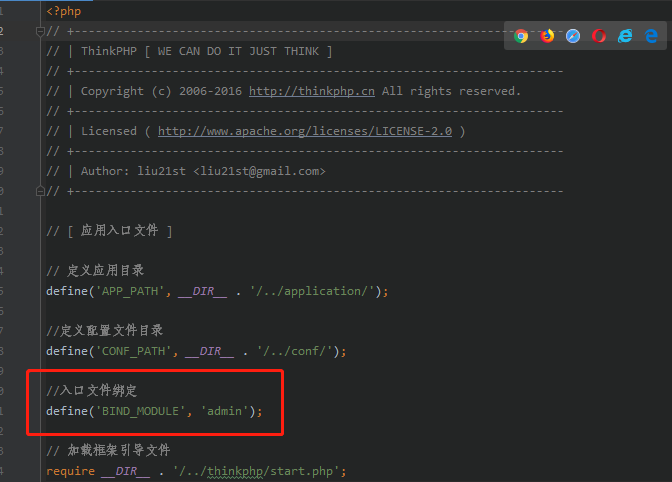 <?php
// +----------------------------------------------------------------------
// | ThinkPHP [ WE CAN DO IT JUST THINK ]
// +----------------------------------------------------------------------
// | Copyright (c) 2006-2016 http://thinkphp.cn All rights reserved.
// +----------------------------------------------------------------------
// | Licensed ( http://www.apache.org/licenses/LICENSE-2.0 )
// +----------------------------------------------------------------------
// | Author: liu21st <liu21st@gmail.com>
// +----------------------------------------------------------------------
// [ 应用入口文件 ]
// 定义应用目录
define('APP_PATH', __DIR__ . '/../application/');
//定义配置文件目录
define('CONF_PATH', __DIR__ . '/../conf/');
//入口文件绑定
define('BIND_MODULE', 'admin');
// 加载框架引导文件
require __DIR__ . '/../thinkphp/start.php';